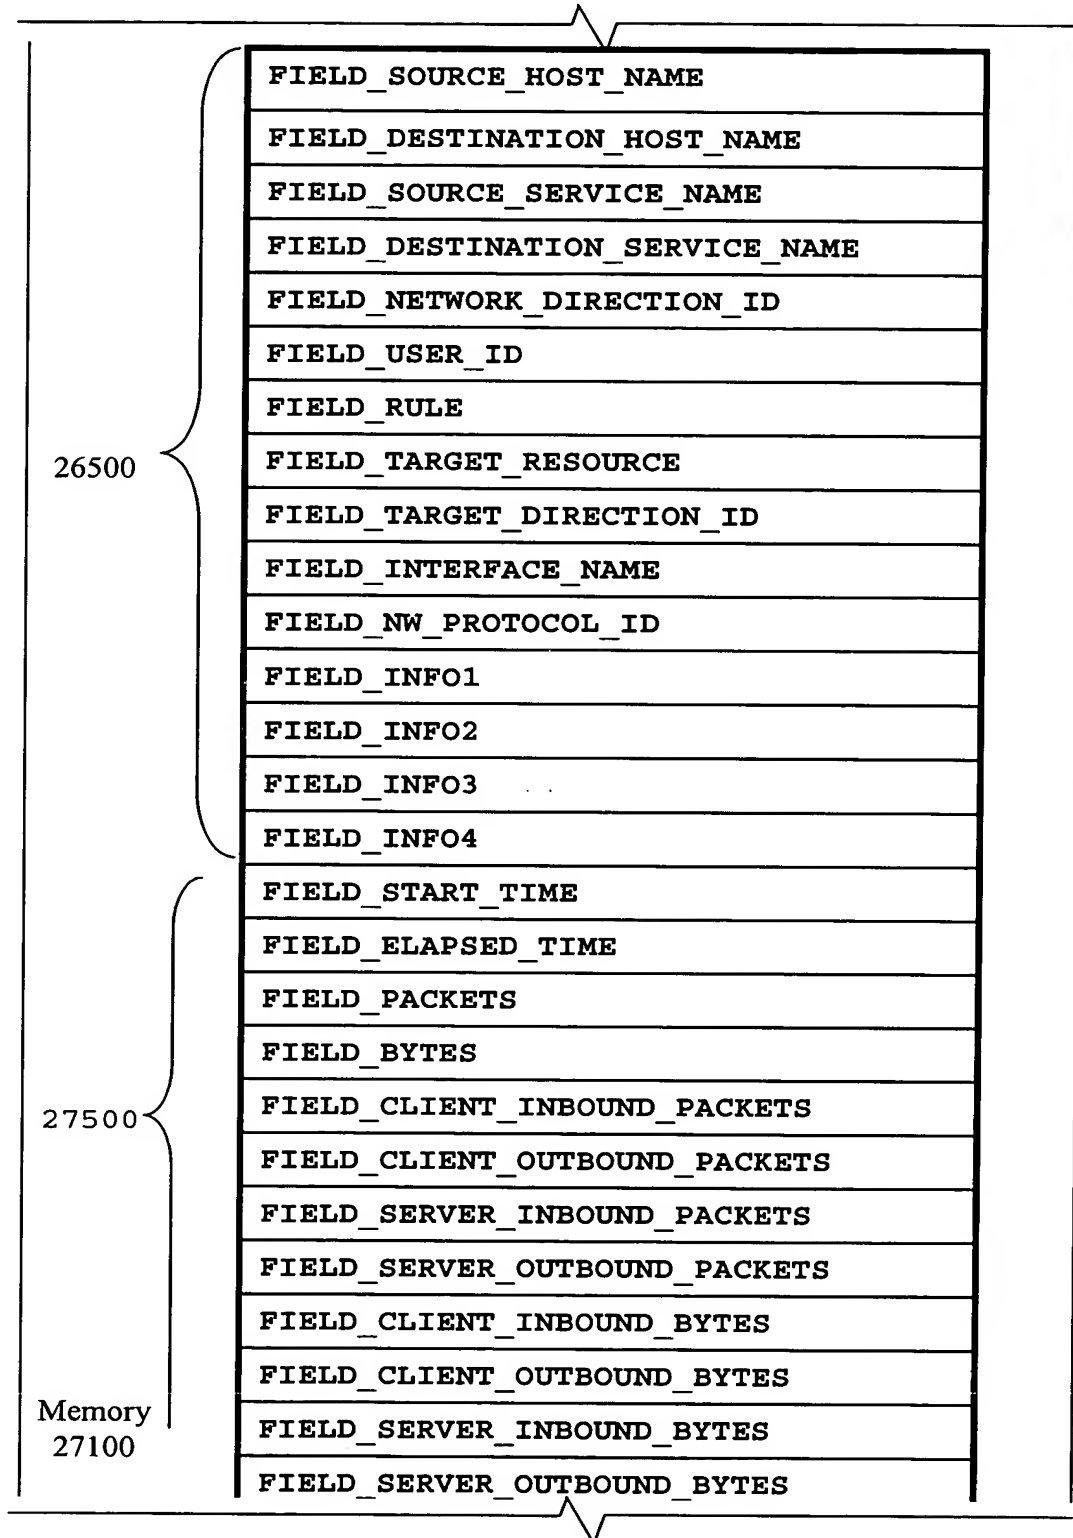 FIELD_SOURCE_HOST_NAME
FIELD_DESTINATION_HOST_NAME
FIELD_SOURCE_SERVICE_NAME
FIELD_DESTINATION_SERVICE_NAME
FIELD_NETWORK_DIRECTION_ID
FIELD_USER_ID
FIELD_RULE
26500
FIELD_TARGET_RESOURCE
FIELD_TARGET_DIRECTION_ID
FIELD_INTERFACE_NAME
FIELD_NW_PROTOCOL_ID
FIELD_INFO1
FIELD_INFO2
FIELD_INFO3
FIELD_INFO4
FIELD_START_TIME
FIELD_ELAPSED_TIME
FIELD_PACKETS
FIELD_BYTES
27500
FIELD_CLIENT_INBOUND_PACKETS
FIELD_CLIENT_OUTBOUND_PACKETS
FIELD_SERVER_INBOUND_PACKETS
FIELD_SERVER_OUTBOUND_PACKETS
FIELD_CLIENT_INBOUND_BYTES
FIELD_CLIENT_OUTBOUND_BYTES
Memory
27100
FIELD_SERVER_INBOUND_BYTES
FIELD_SERVER_OUTBOUND_BYTES